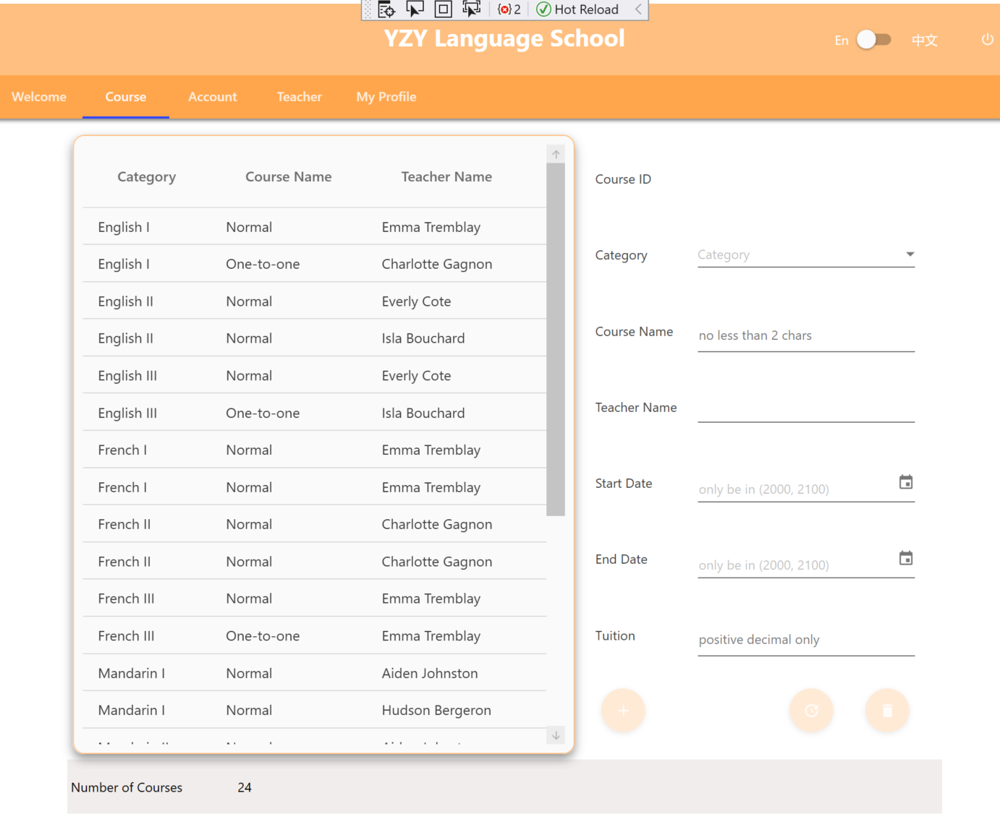 2 Hot Reload
YZY Language School
En 中文
Welcome Course Account Teacher My Profile
Category Course Name Teacher Name
English I Normal Emma Tremblay
English I One-to-one Charlotte Gagnon
English II Normal Everly Cote
English II Normal Isla Bouchard
English III Normal Everly Cote
English III One-to-one Isla Bouchard
French I Normal Emma Tremblay
French I Normal Emma Tremblay
French II Normal Charlotte Gagnon
French II Normal Charlotte Gagnon
French III Normal Emma Tremblay
French III One-to-one Emma Tremblay
Mandarin I Normal Aiden Johnston
Mandarin I Normal Hudson Bergeron
Course ID
Category Category
Course Name no less than 2 chars
Teacher Name
Start Date only be in (2000, 2100)
End Date only be in (2000, 2100)
Tuition positive decimal only
Number of Courses 24